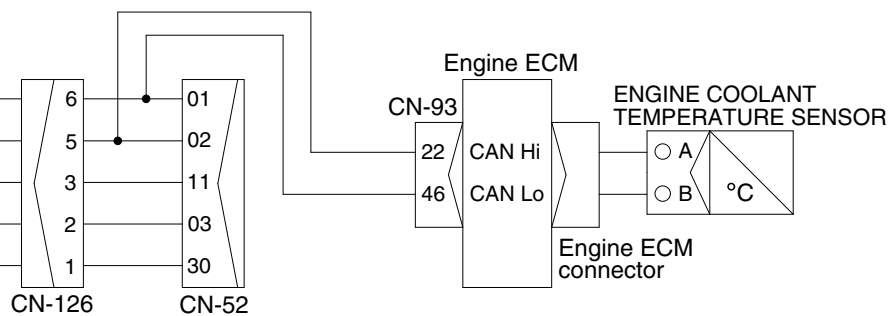 Engine ECM
CN-93
ENGINE COOLANT
TEMPERATURE SENSOR
6
01
5
02
22
CAN Hi
A
3
11
46
CAN Lo
B
°C
2
03
1
30
Engine ECM
connector
CN-126
CN-52